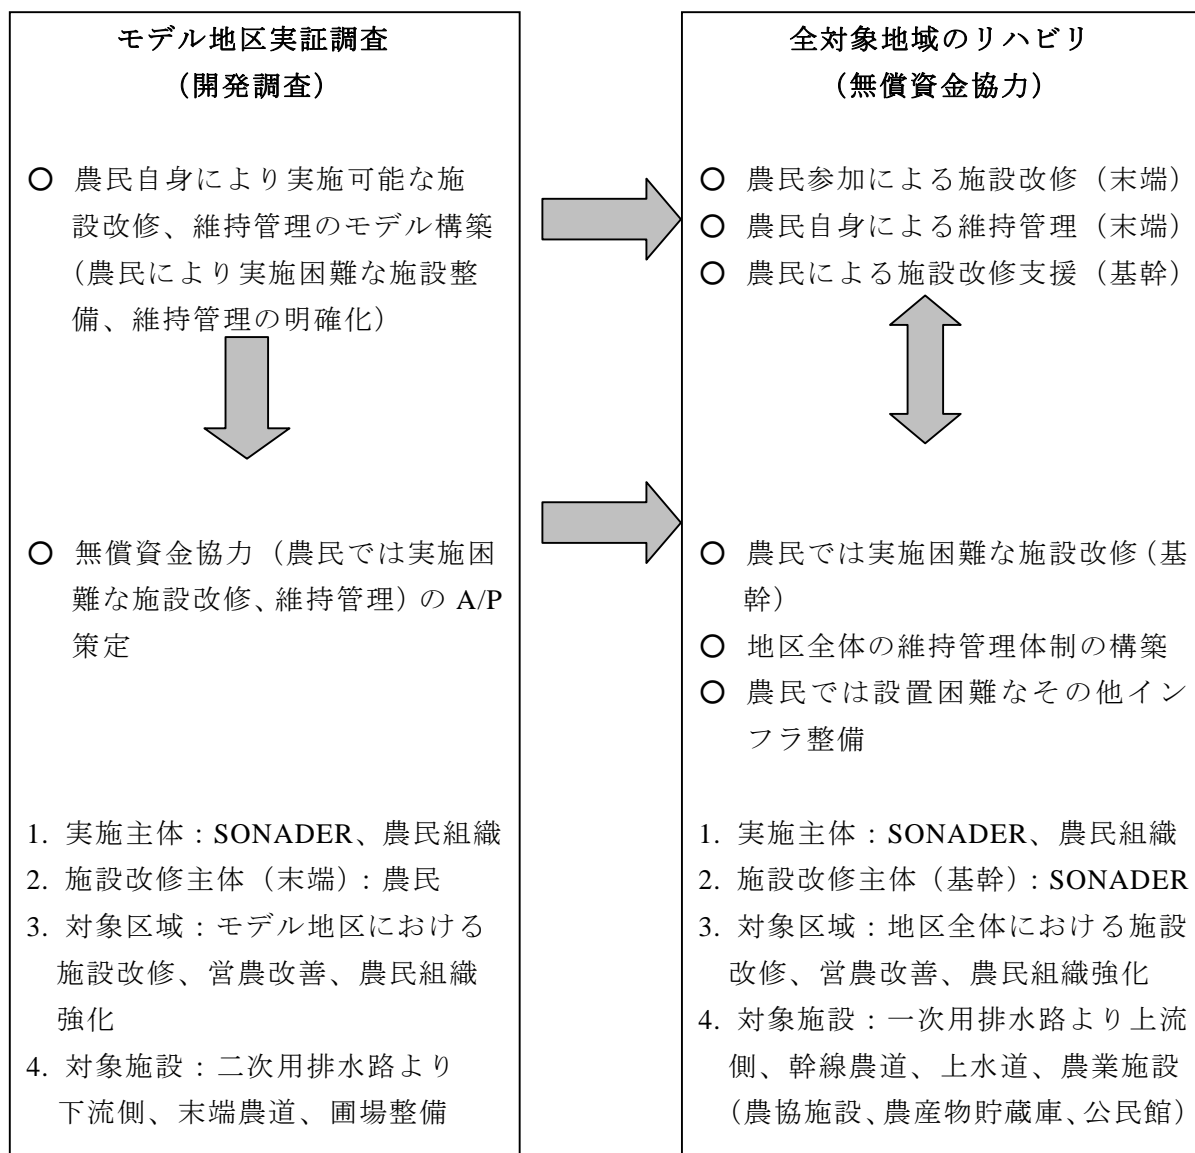 モデル地区実証調査
（開発調査）
○ 農民自身により実施可能な施
設改修、維持管理のモデル構築
（農民により実施困難な施設整
備、維持管理の明確化）
○ 無償資金協力（農民では実施困
難な施設改修、維持管理）の A/P
策定
1. 実施主体：SONADER、農民組織
2. 施設改修主体（末端）：農民
3. 対象区域：モデル地区における
施設改修、営農改善、農民組織
強化
4. 対象施設：二次用排水路より
下流側、末端農道、圃場整備
全対象地域のリハビリ
（無償資金協力）
○ 農民参加による施設改修（末端）
○ 農民自身による維持管理（末端）
○ 農民による施設改修支援（基幹）
○ 農民では実施困難な施設改修（基
幹）
○ 地区全体の維持管理体制の構築
○ 農民では設置困難なその他イン
フラ整備
1. 実施主体：SONADER、農民組織
2. 施設改修主体（基幹）：SONADER
3. 対象区域：地区全体における施設
改修、営農改善、農民組織強化
4. 対象施設：一次用排水路より上流
側、幹線農道、上水道、農業施設
（農協施設、農産物貯蔵庫、公民館）